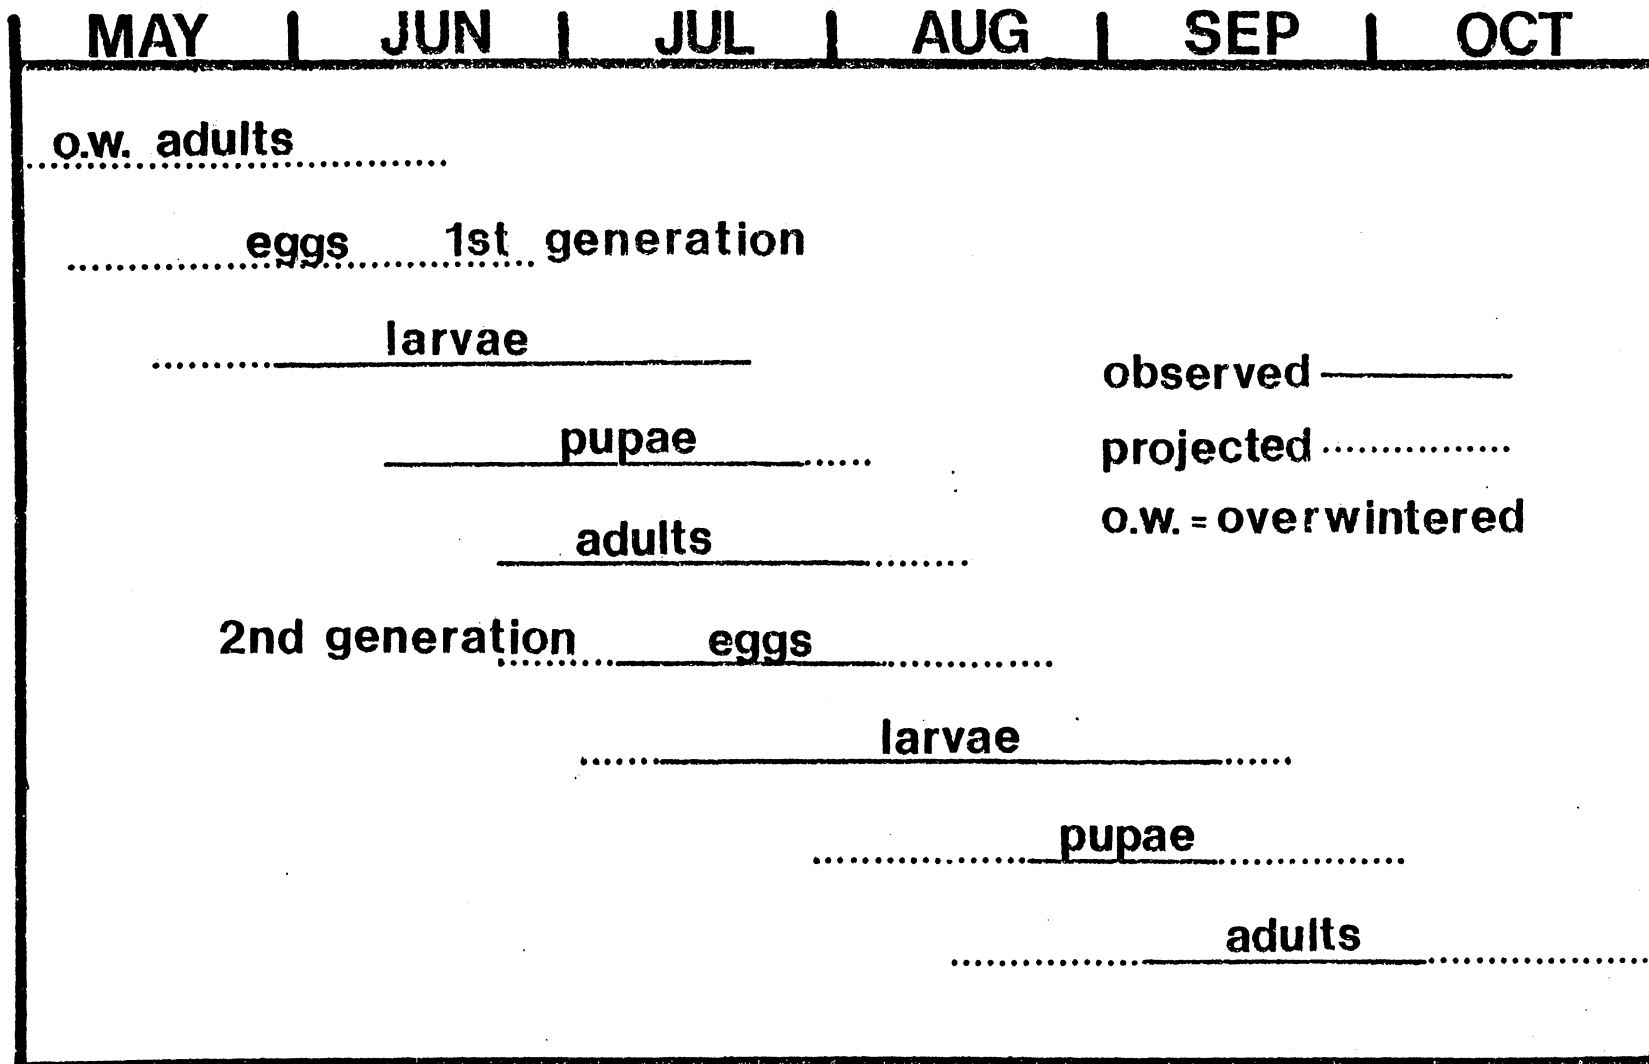 MAY | JUN | JUL | AUG | SEP | OCT
o.w. adults
eggs 1st generation
larvae
observed
pupae
projected
adults
o.w. = overwintered
2nd generation eggs
larvae
pupae
adults